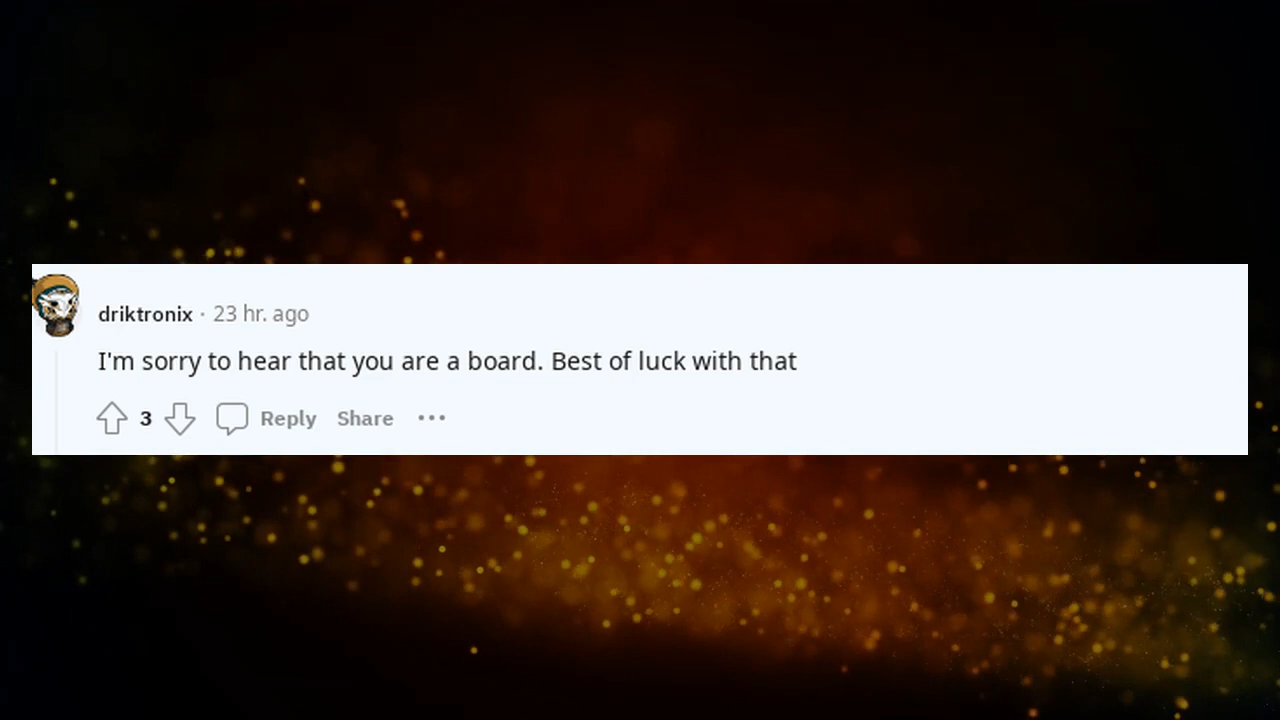 driktronix · 23 hr. ago
I'm sorry to hear that you are a board. Best of luck with that
3 Reply Share ···